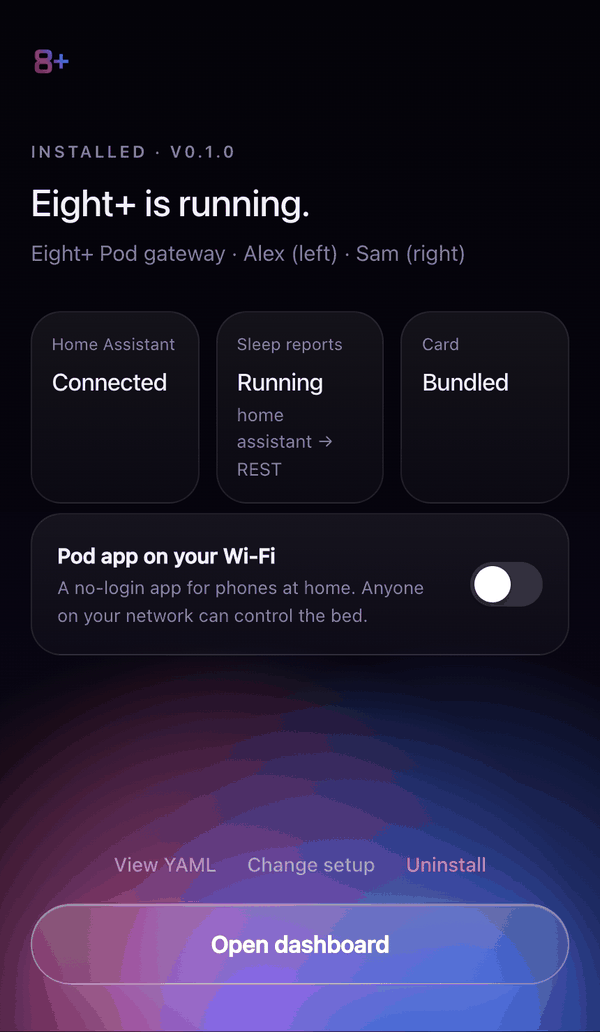 8+
INSTALLED · V0.1.0
Eight+ is running.
Eight+ Pod gateway · Alex (left) · Sam (right)
Home Assistant
Connected
Sleep reports
Running
home
assistant →
REST
Card
Bundled
Pod app on your Wi-Fi
A no-login app for phones at home. Anyone
on your network can control the bed.
View YAML
Change setup
Uninstall
Open dashboard